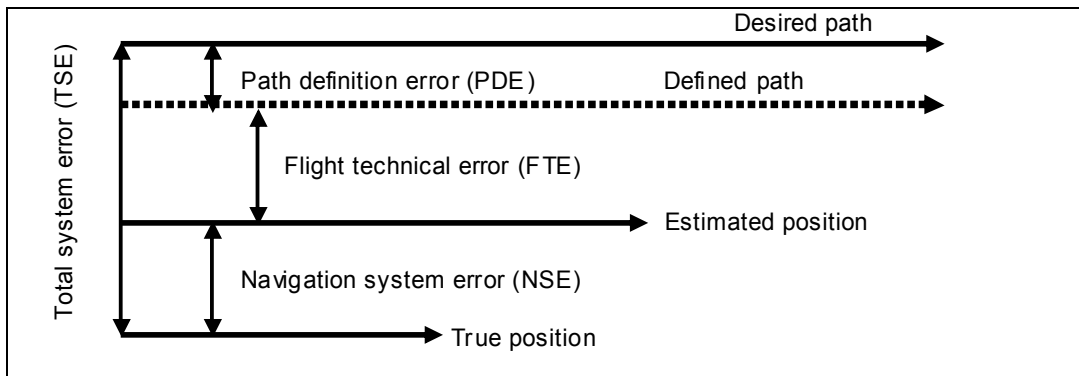 Desired path
Total system error (TSE)
Path definition error (PDE)
Defined path
Flight technical error (FTE)
Estimated position
Navigation system error (NSE)
True position